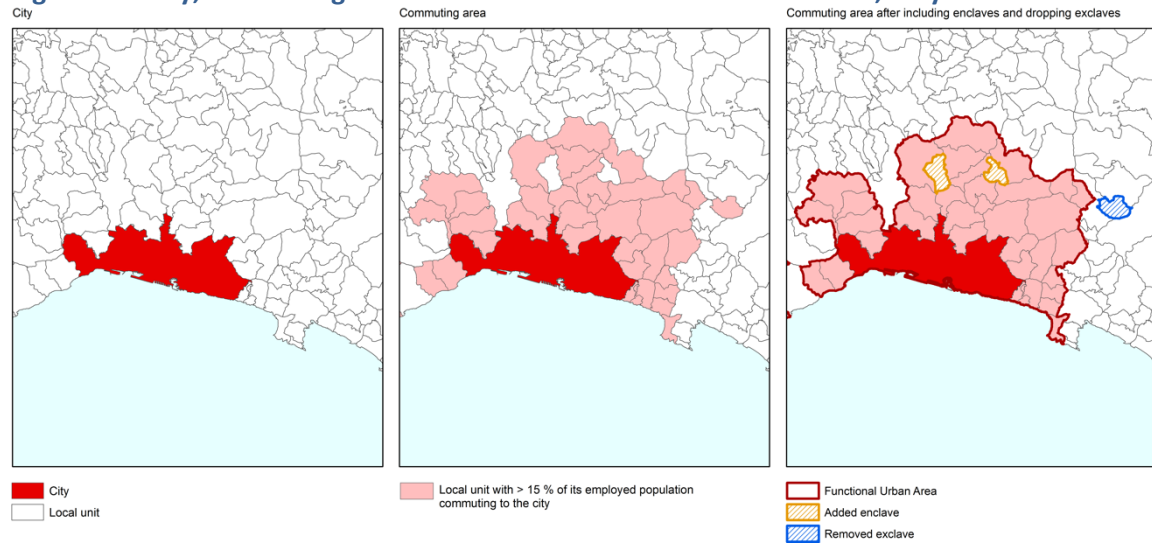 City
Commuting area
Commuting area after including enclaves and dropping exclaves
City
Local unit
Local unit with > 15 % of its employed population
commuting to the city
Functional Urban Area
Added enclave
Removed exclave